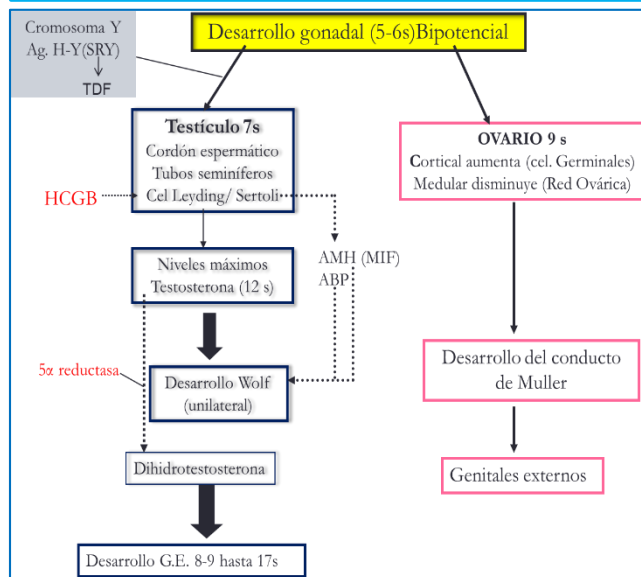 Cromosoma Y
Ag. H-Y(SRY)
TDF
Desarrollo gonadal (5-6s)Bipotencial
Testículo 7s
Cordón espermático
Tubos seminíferos
Cel Leyding/ Sertoli
HCGB
OVARIO 9 s
Cortical aumenta (cel. Germinales)
Medular disminuye (Red Ovárica)
AMH (MIF)
ABP
Niveles máximos
Testosterona (12 s)
5α reductasa
Desarrollo Wolf
(unilateral)
Desarrollo del conducto
de Muller
Dihidrotestosterona
Genitales externos
Desarrollo G.E. 8-9 hasta 17s